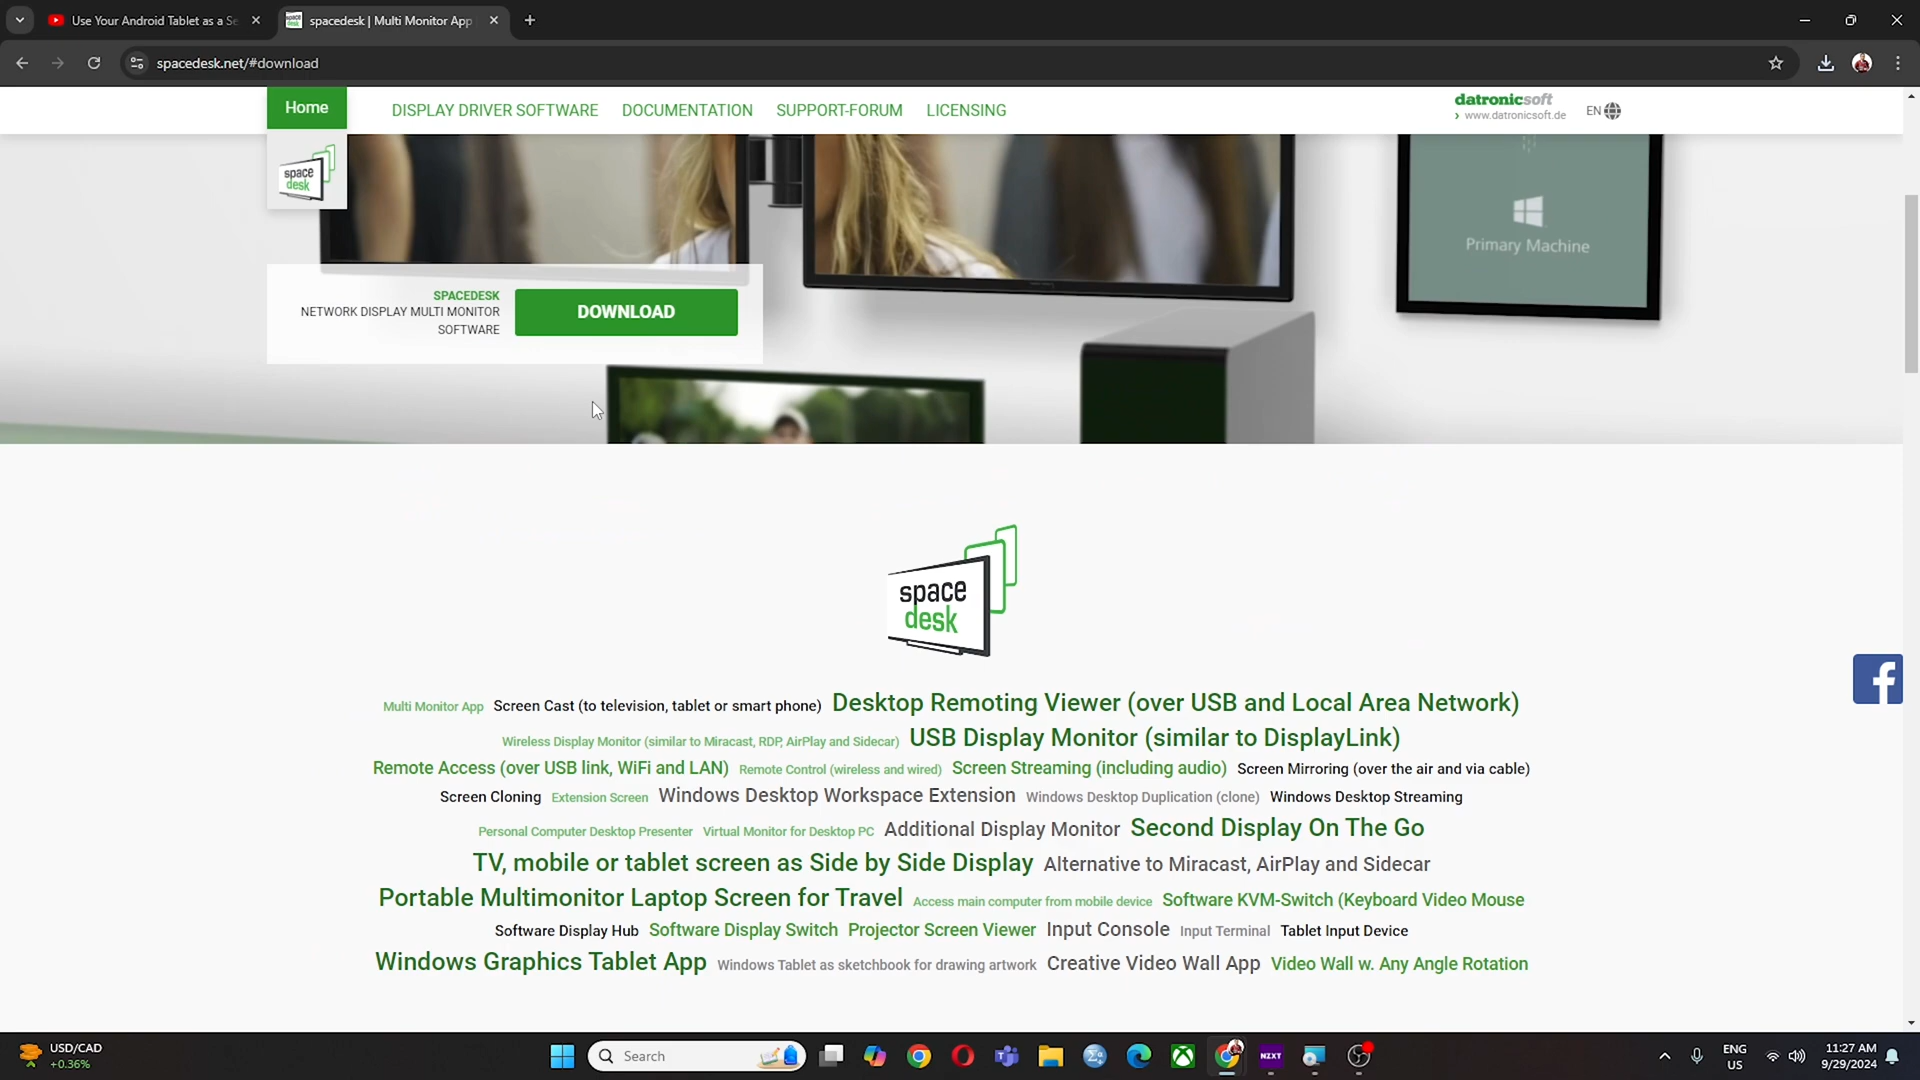 Use Your Android Tablet as a Se
spacedesk | Multi Monitor App
spacedesk.net/#download
Home
DISPLAY DRIVER SOFTWARE DOCUMENTATION SUPPORT-FORUM LICENSING
datronicsoft
› www.datronicsoft.de
EN
space
desk
Primary Machine
SPACEDESK
NETWORK DISPLAY MULTI MONITOR
SOFTWARE
DOWNLOAD
space
desk
Multi Monitor App Screen Cast (to television, tablet or smart phone) Desktop Remoting Viewer (over USB and Local Area Network)
Wireless Display Monitor (similar to Miracast, RDP, AirPlay and Sidecar) USB Display Monitor (similar to DisplayLink)
Remote Access (over USB link, WiFi and LAN) Remote Control (wireless and wired) Screen Streaming (including audio) Screen Mirroring (over the air and via cable)
Screen Cloning Extension Screen Windows Desktop Workspace Extension Windows Desktop Duplication (clone) Windows Desktop Streaming
Personal Computer Desktop Presenter Virtual Monitor for Desktop PC Additional Display Monitor Second Display On The Go
TV, mobile or tablet screen as Side by Side Display Alternative to Miracast, AirPlay and Sidecar
Portable Multimonitor Laptop Screen for Travel Access main computer from mobile device Software KVM-Switch (Keyboard Video Mouse
Software Display Hub Software Display Switch Projector Screen Viewer Input Console Input Terminal Tablet Input Device
Windows Graphics Tablet App Windows Tablet as sketchbook for drawing artwork Creative Video Wall App Video Wall w. Any Angle Rotation
USD/CAD
+0.36%
Search
NZXT
ENG
US
11:27 AM
9/29/2024